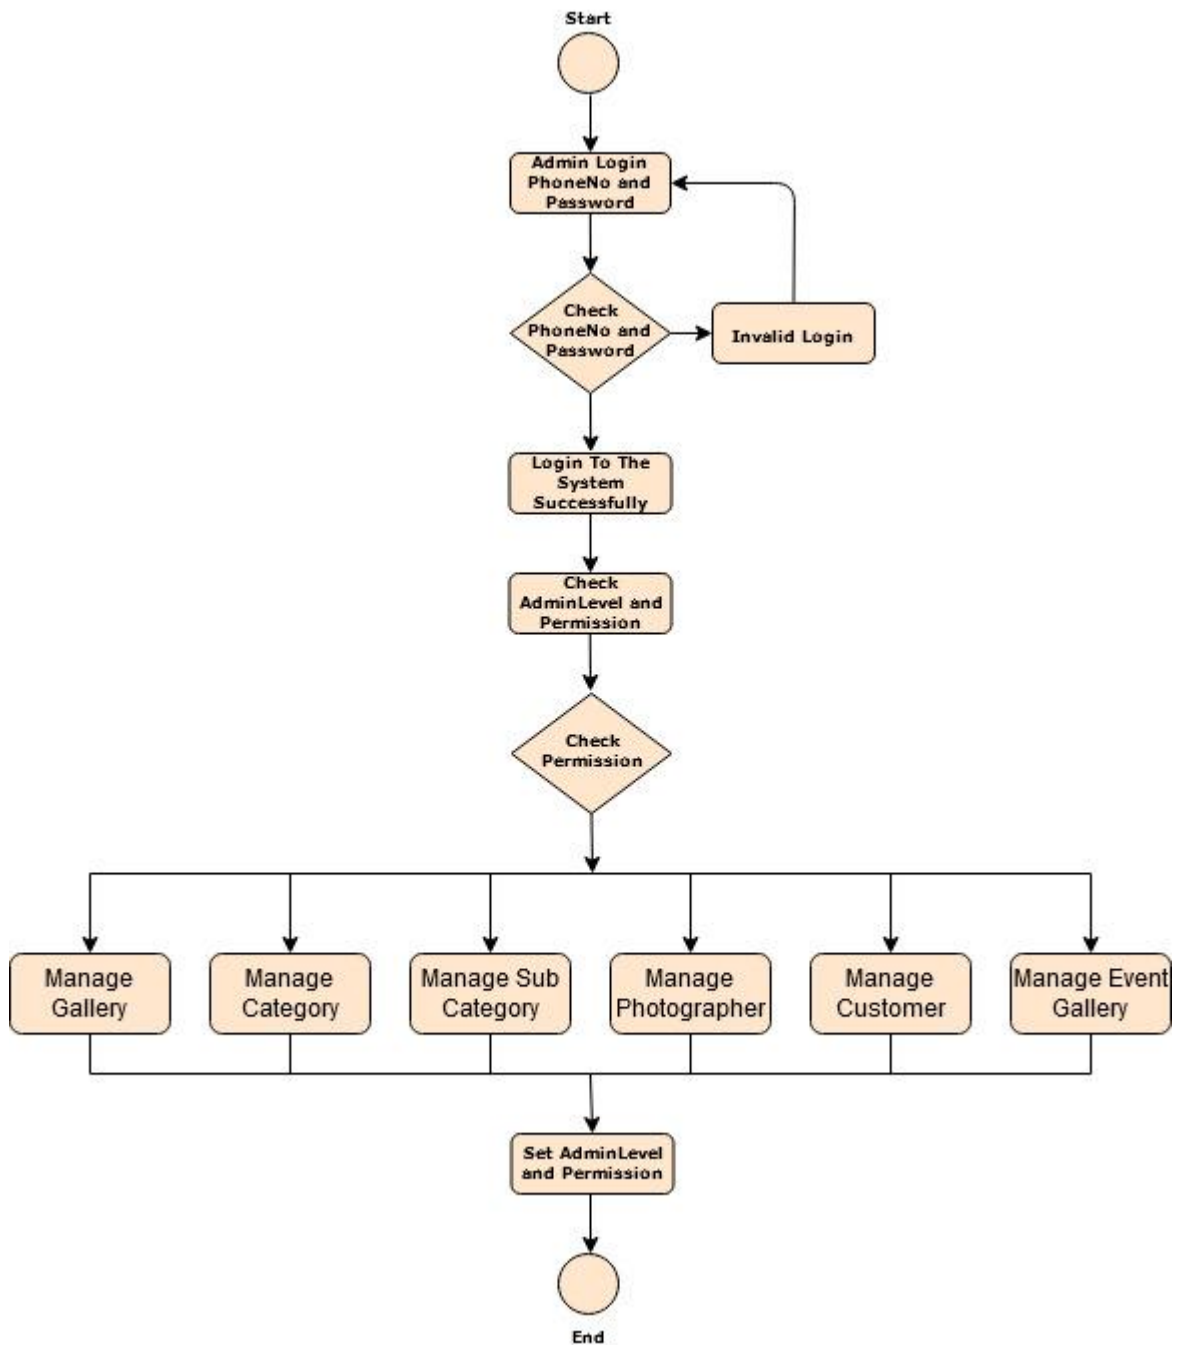 Start
Admin Login
PhoneNo and
Password
Check
PhoneNo and
Password
Invalid Login
Login To The
System
Successfully
Check
AdminLevel and
Permission
Check
Permission
Manage
Gallery
Manage
Category
Manage Sub
Category
Manage
Photographer
Manage
Customer
Manage Event
Gallery
Set AdminLevel
and Permission
End